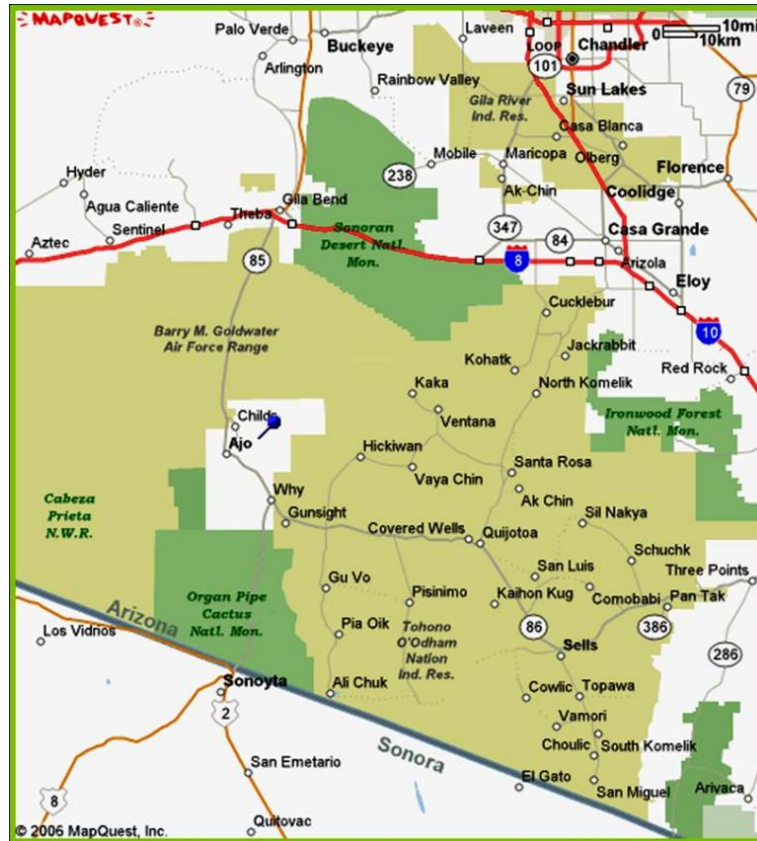 MAPQUEST
10mi
0
10km
Palo Verde
Buckeye
Laveen
LOOP
101
Chandler
Arlington
Rainbow Valley
Gila River
Ind. Res.
Sun Lakes
79
Casa Blanca
Hyder
Mobile
238
Maricopa
Olberg
Florence
Ak-Chin
Coolidge
Agua Caliente
Gila Bend
Theba
Sentinel
Aztec
Sonoran
Desert Natl.
Mon.
347
84
Casa Grande
85
8
Arizola
Eloy
Cucklebur
10
Barry M. Goldwater
Air Force Range
Kohatk
Jackrabbit
Red Rock
Kaka
North Komelik
Ventana
Ironwood Forest
Natl. Mon.
Childs
Ajo
Hickiwan
Vaya Chin
Santa Rosa
Ak Chin
Cabeza
Prieta
N.W.R.
Why
Gunsight
Covered Wells
Quijotoa
Sil Nakya
Schuchk
San Luis
Three Points
Gu Vo
Pisinimo
Kaihon Kug
Comobabi
Pan Tak
Organ Pipe
Cactus
Natl. Mon.
Arizona
Pia Oik
Tohono
O'Odham
Nation
Ind. Res.
86
386
Los Vidrios
Sells
286
Sonoyta
Ali Chuk
Cowlic
Topawa
2
Vamori
Sonora
Choulic
South Komelik
San Emetario
El Gato
San Miguel
Arivaca
8
Quitovac
© 2006 MapQuest, Inc.